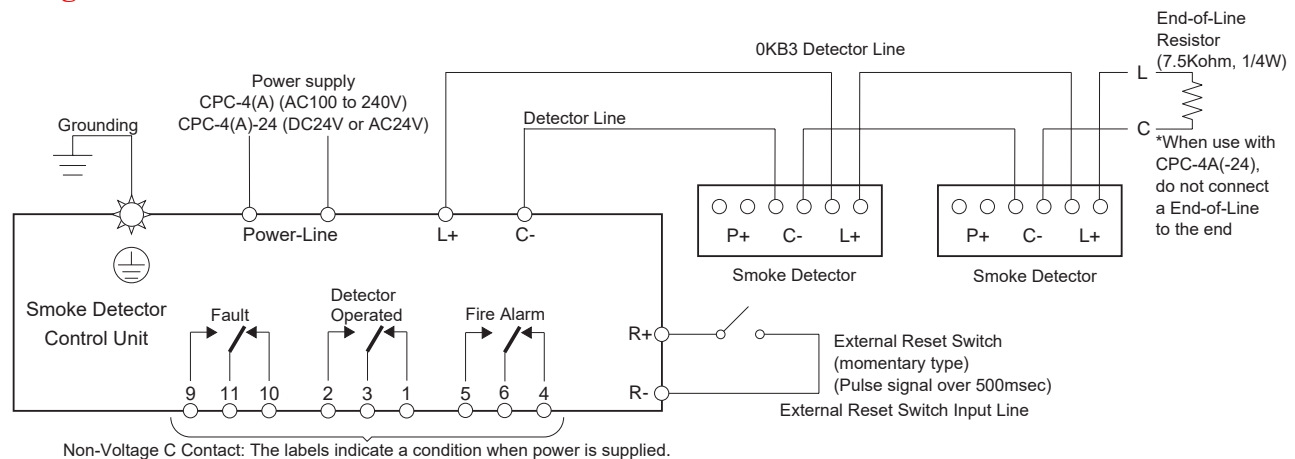 End-of-Line
Resistor
(7.5Kohm, 1/4W)
0KB3 Detector Line
L
Power supply
CPC-4(A) (AC100 to 240V)
CPC-4(A)-24 (DC24V or AC24V)
Grounding
Detector Line
C
*When use with
CPC-4A(-24),
do not connect
a End-of-Line
to the end
Power-Line
L+
C-
P+ C- L+
Smoke Detector
P+ C- L+
Smoke Detector
Smoke Detector
Control Unit
Fault
Detector
Operated
Fire Alarm
R+
R-
External Reset Switch
(momentary type)
(Pulse signal over 500msec)
External Reset Switch Input Line
9 11 10 2 3 1 5 6 4
Non-Voltage C Contact: The labels indicate a condition when power is supplied.